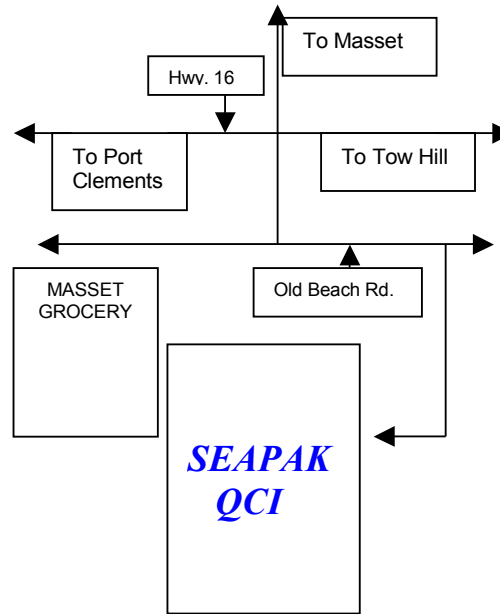 To Masset
Hwy. 16
To Port
Clements
To Tow Hill
MASSET
GROCERY
Old Beach Rd.
SEAPAK
QCI